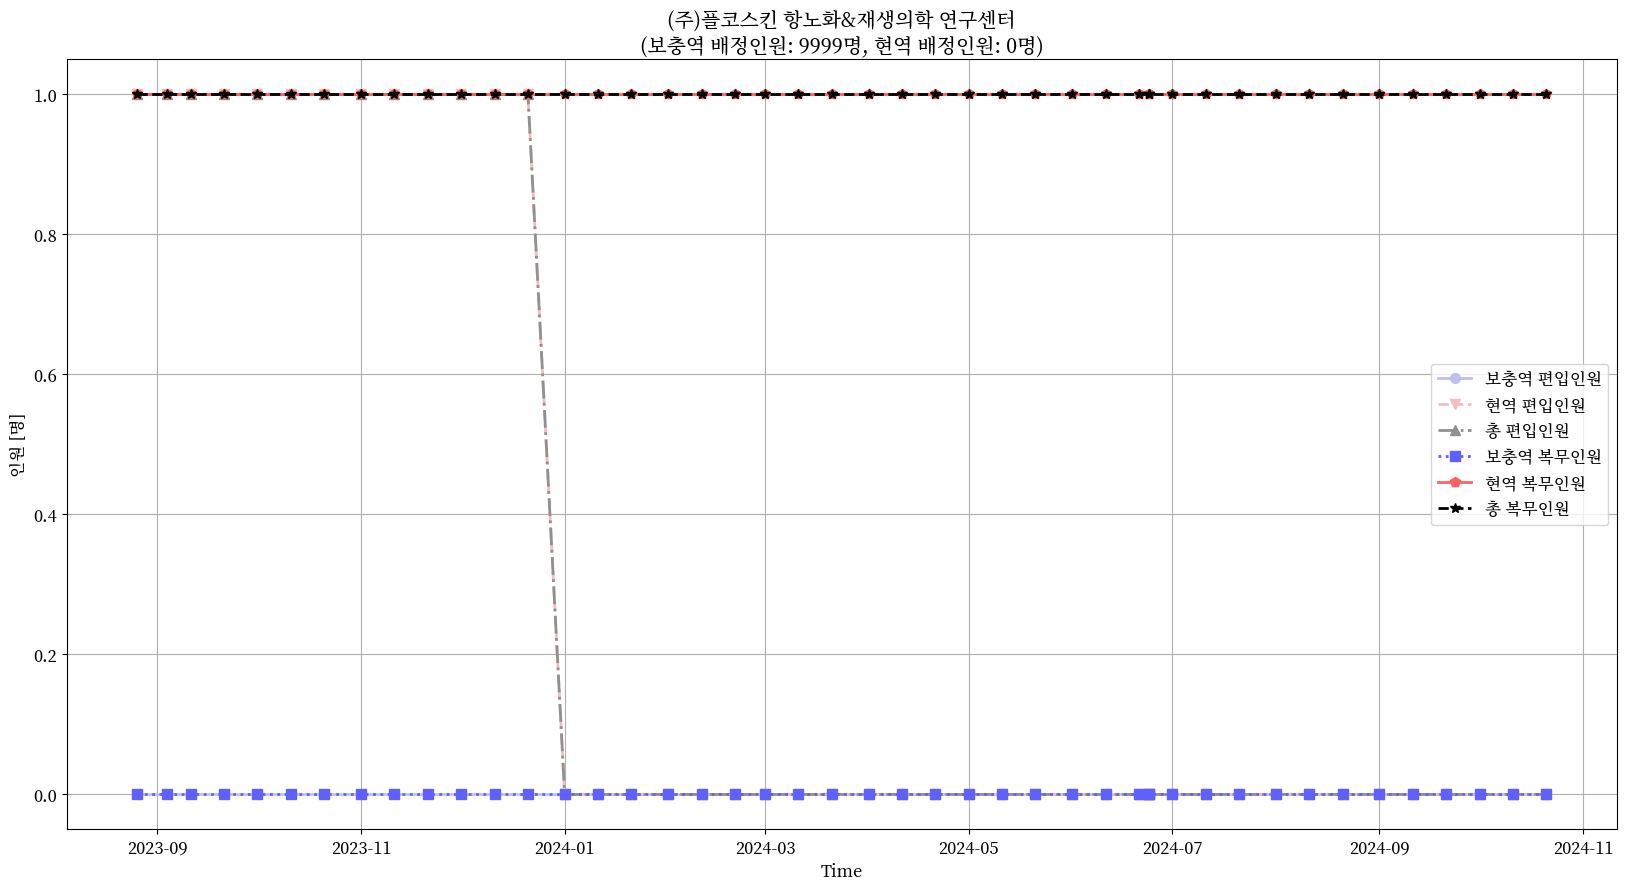 (주)플코스킨 항노화&재생의학 연구센터
(보충역 배정인원: 9999명, 현역 배정인원: 0명)
인원 [명]
1.0
0.8
0.6
0.4
0.2
0.0
보충역 편입인원
현역 편입인원
총 편입인원
보충역 복무인원
현역 복무인원
총 복무인원
2023-09
2023-11
2024-01
2024-03
2024-05
2024-07
2024-09
2024-11
Time